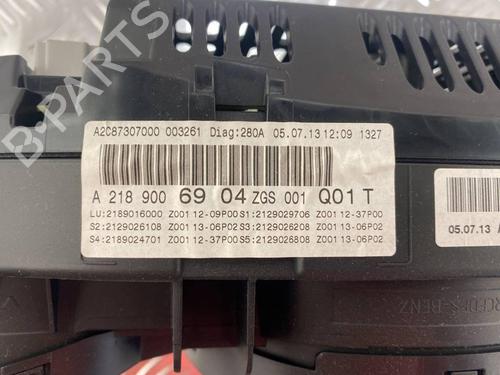 A2C87307000 003261 Diag:280A 05.07.13 12:09 1327
A 218 900 69 04 ZGS 001 Q01 T
LU:2189016000 Z001 12-09P00 S1:2129029706 Z001 12-37P00
S2:2129026108 Z001 13-06P02 S3:2129026208 Z001 13-06P02
S4:2189024701 Z001 12-37P00 S5:2129026808 Z001 13-06P02
05.07.13